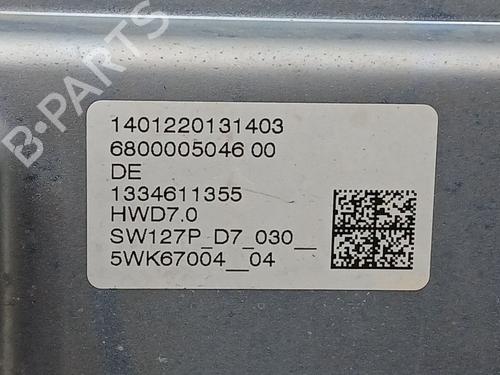 B-PARTS
1401220131403
6800005046 00
DE
1334611355
HWD7.0
SW127P_D7_030__
5WK67004__04